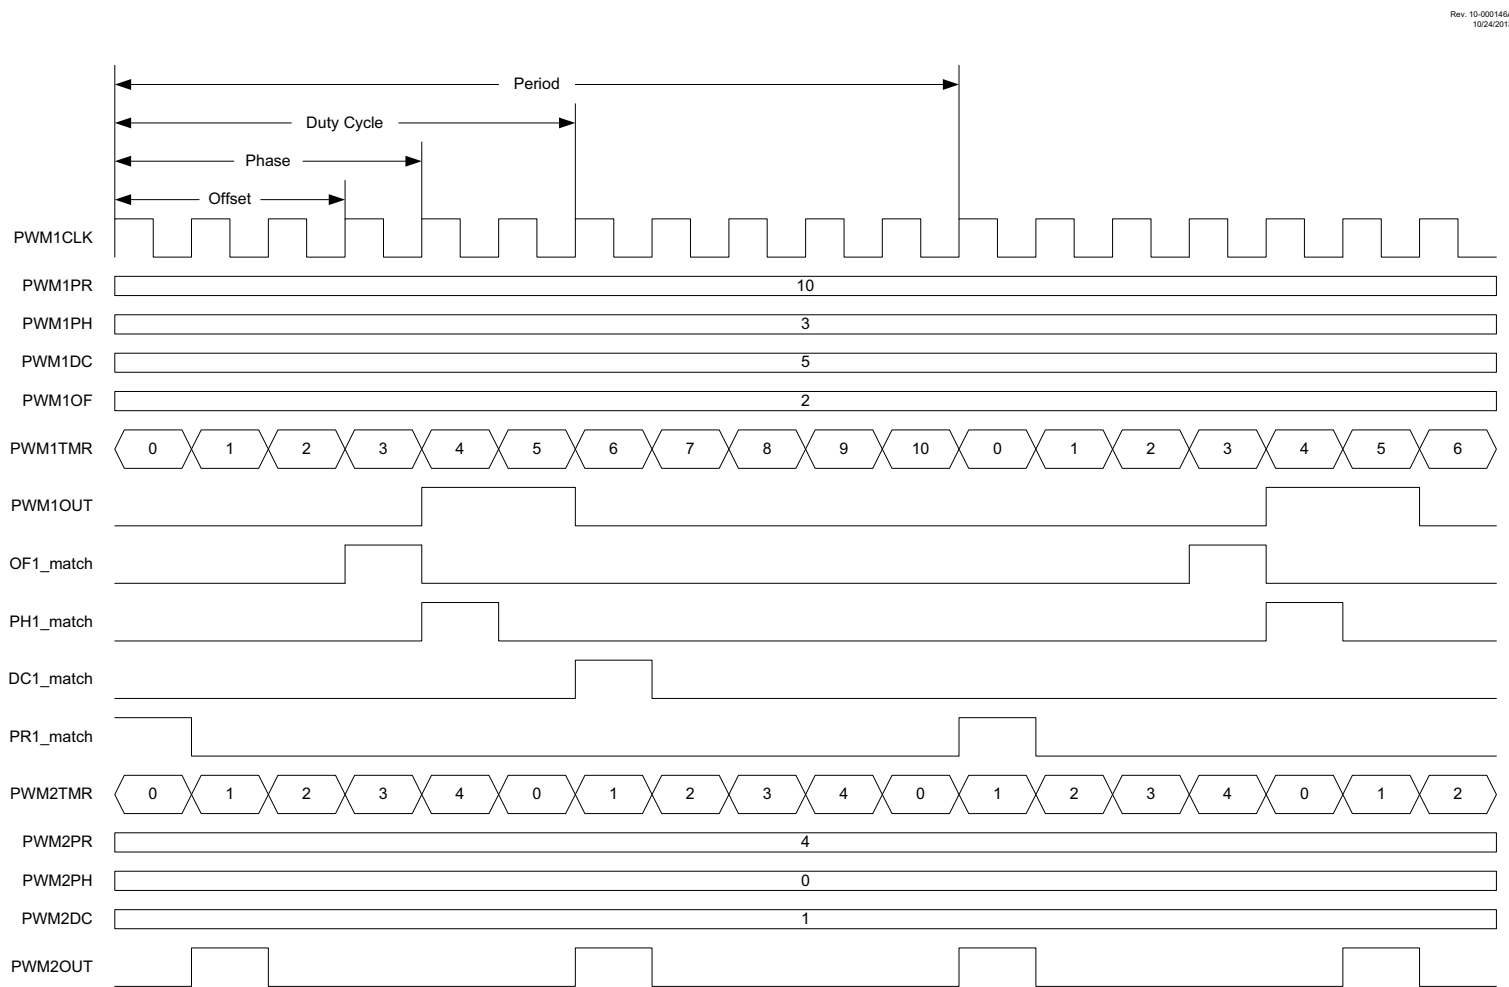 Rev. 10-000146
10/24/201
Period
Duty Cycle
Phase
Offset
PWM1CLK
PWM1PR 10
PWM1PH 3
PWM1DC 5
PWM1OF 2
PWM1TMR 0 1 2 3 4 5 6 7 8 9 10 0 1 2 3 4 5 6
PWM1OUT
OF1_match
PH1_match
DC1_match
PR1_match
PWM2TMR 0 1 2 3 4 0 1 2 3 4 0 1 2 3 4 0 1 2
PWM2PR 4
PWM2PH 0
PWM2DC 1
PWM2OUT